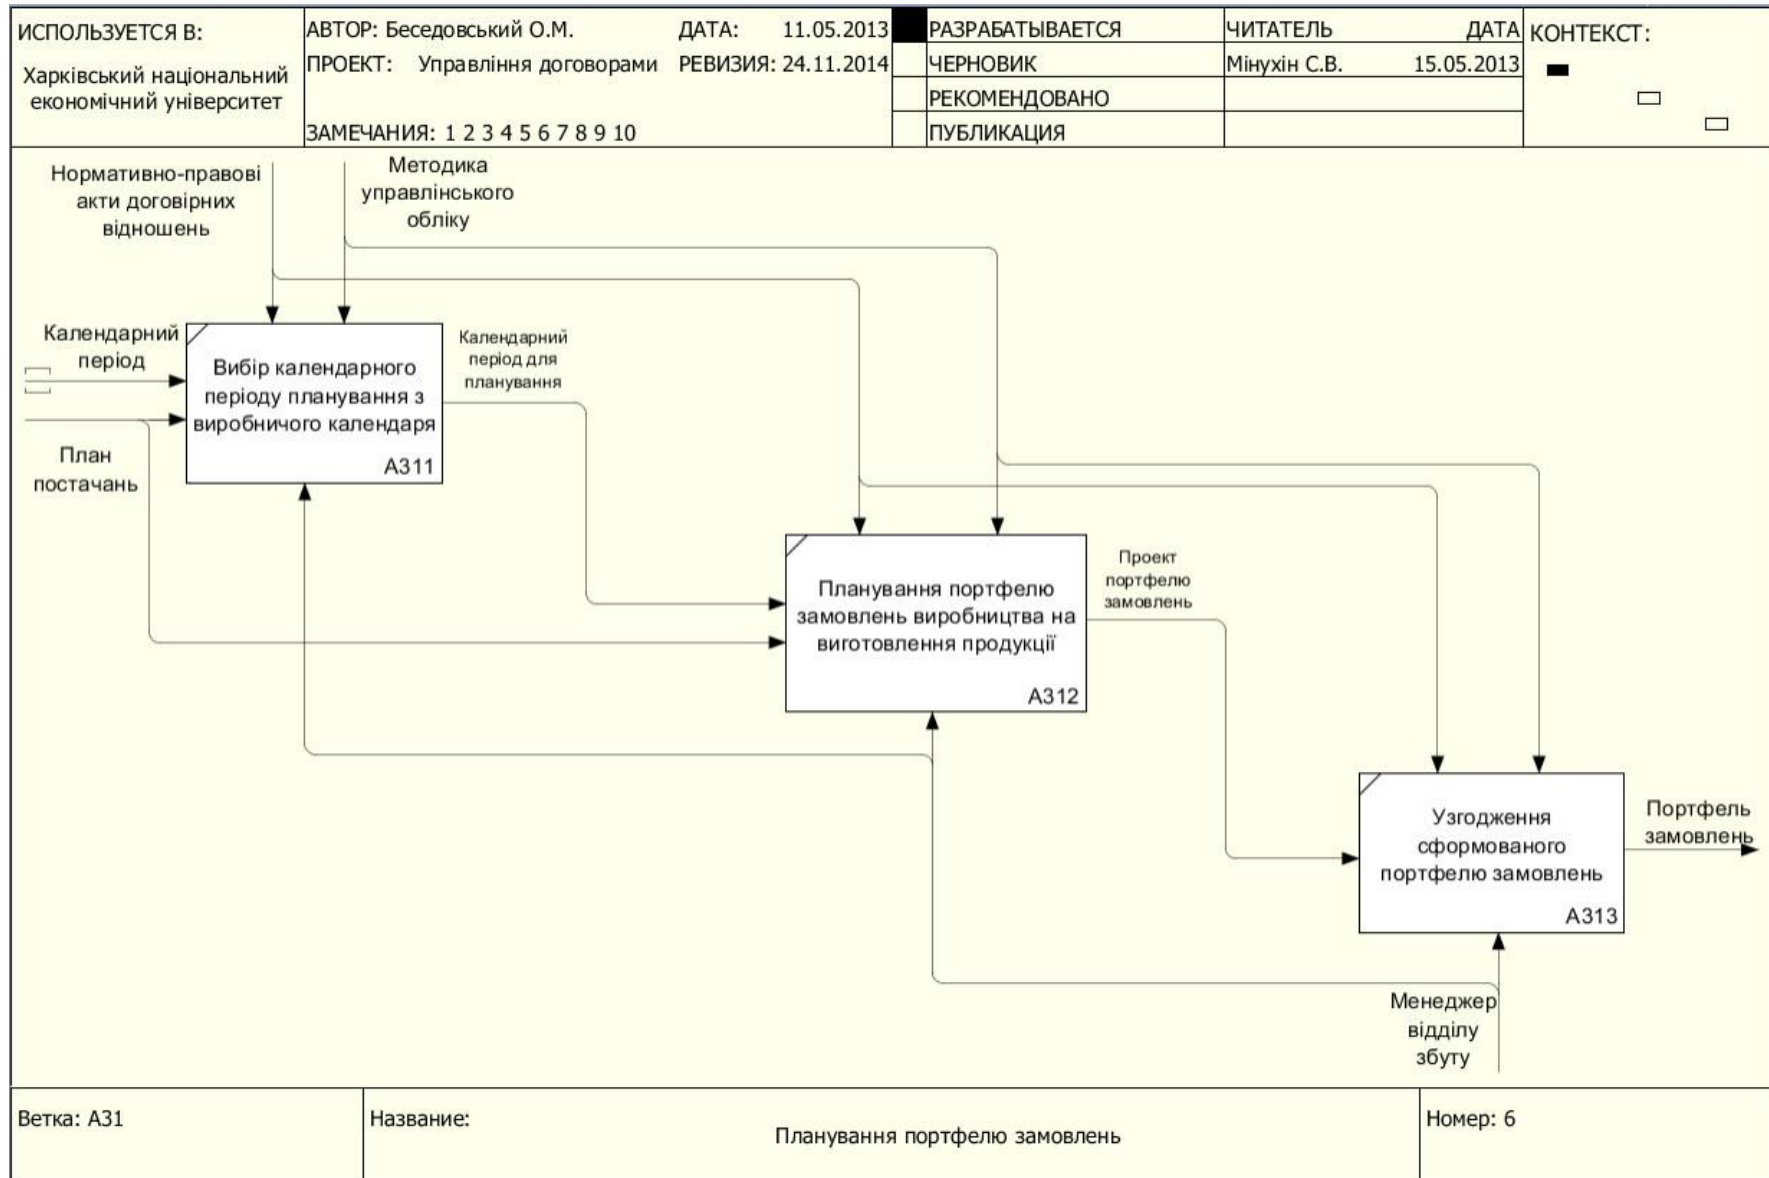 ИСПОЛЬЗУЕТСЯ В:
Харківський національний
економічний університет
АВТОР: Беседовський О.М.
ДАТА: 11.05.2013
ПРОЕКТ: Управління договорами
РЕВИЗИЯ: 24.11.2014
ЗАМЕЧАНИЯ: 1 2 3 4 5 6 7 8 9 10
РАЗРАБАТЫВАЕТСЯ
ЧЕРНОВИК
РЕКОМЕНДОВАНО
ПУБЛИКАЦИЯ
ЧИТАТЕЛЬ ДАТА
Мінухін С.В. 15.05.2013
КОНТЕКСТ:
Нормативно-правові
акти договірних
відношень
Методика
управлінського
обліку
Календарний
період
План
постачань
Вибір календарного
періоду планування з
виробничого календаря
А311
Календарний
період для
планування
Планування портфелю
замовлень виробництва на
виготовлення продукції
А312
Проект
портфелю
замовлень
Узгодження
сформованого
портфелю замовлень
А313
Портфель
замовлень
Менеджер
відділу
збуту
Ветка: А31
Название:
Планування портфелю замовлень
Номер: 6